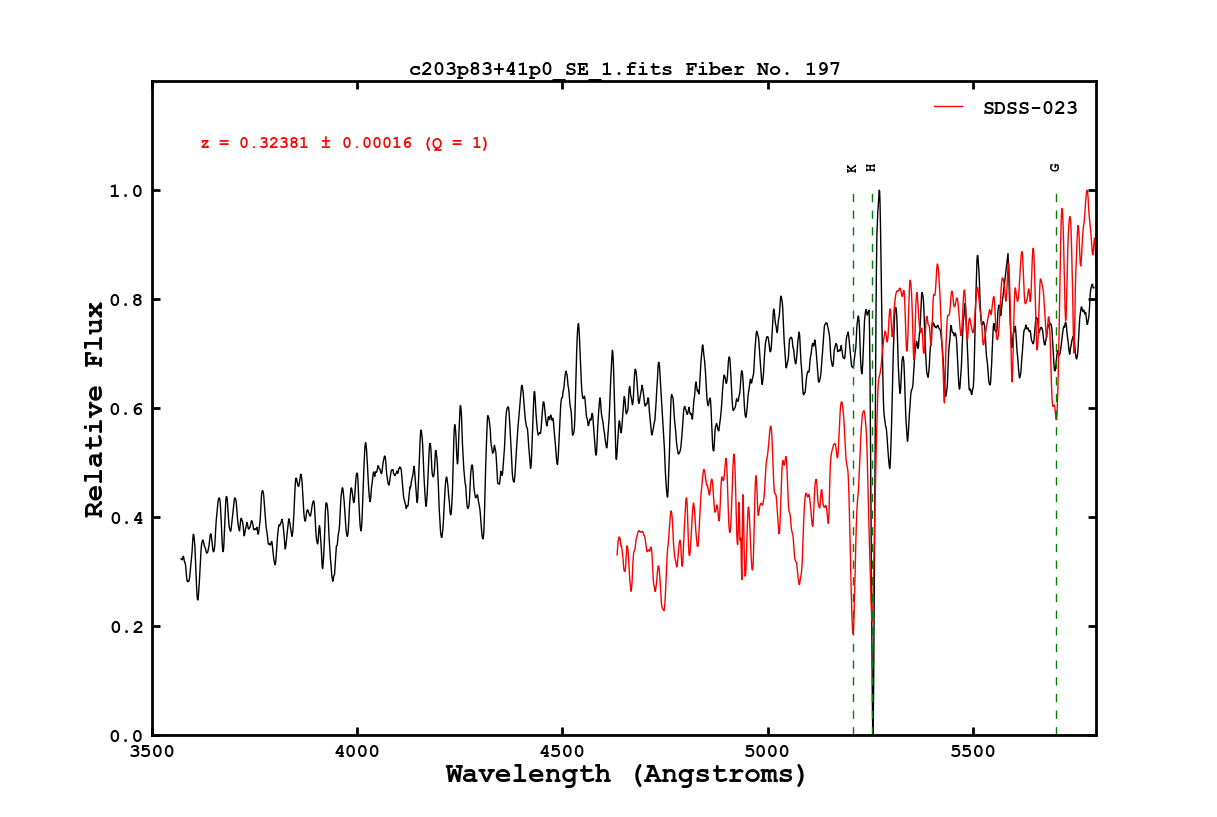 c203p83+41p0_SE_1.fits Fiber No. 197
SDSS-023
z = 0.32381 ± 0.00016 (Q = 1)
K H G
1.0
0.8
0.6
0.4
0.2
0.0
Relative Flux
3500 4000 4500 5000 5500
Wavelength (Angstroms)